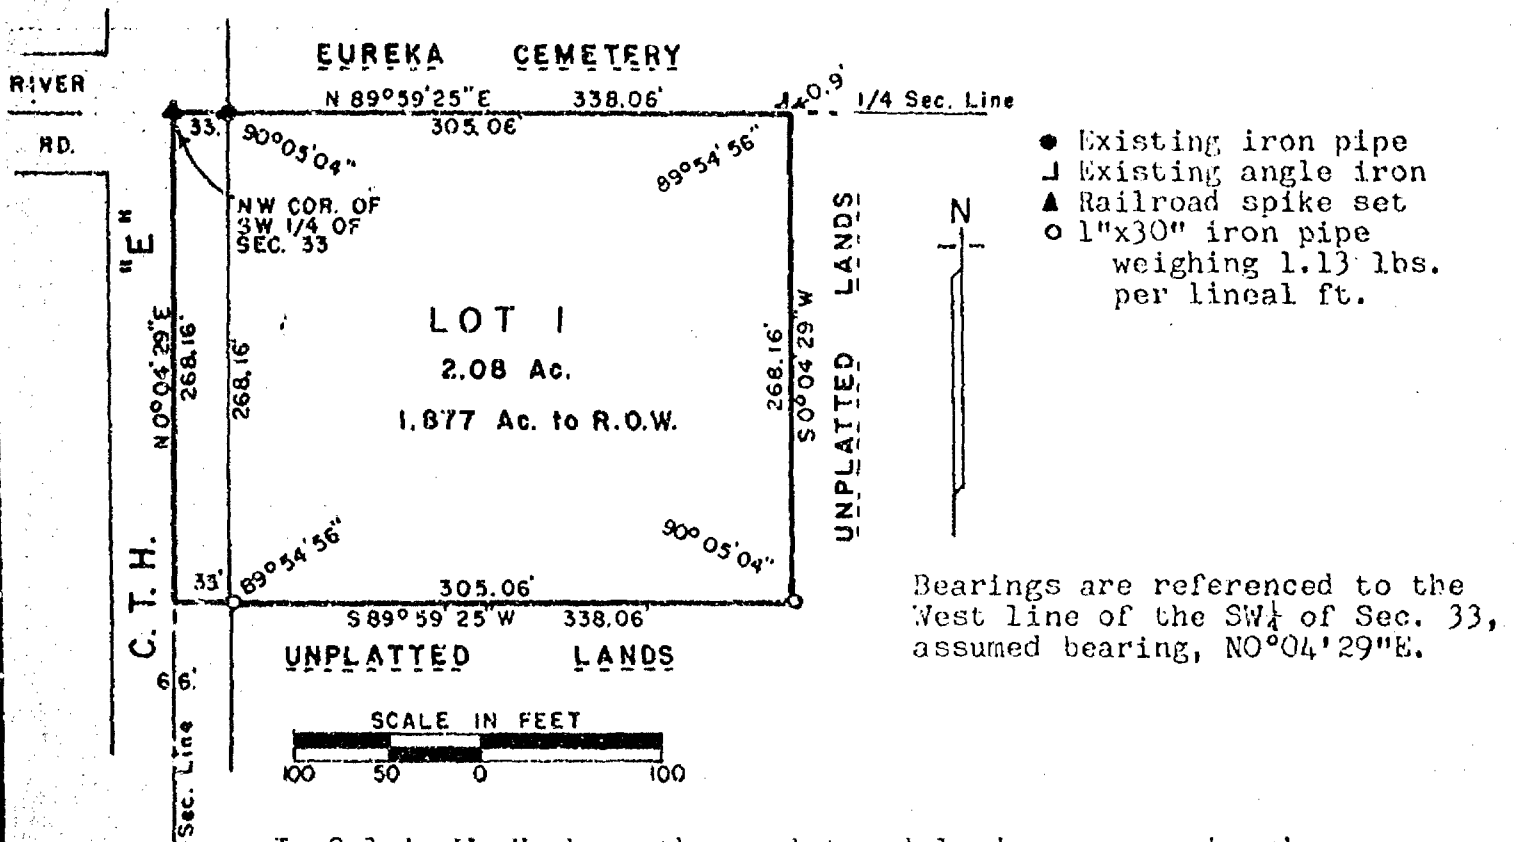 EUREKA CEMETERY
RIVER
RD.
N 89°59'25"E 338.06'
0.9'
1/4 Sec. Line
33.'
305.06'
90°05'04"
89°54'56"
NW COR. OF
SW 1/4 OF
SEC. 33
"E"
C. T. H.
N0°04'29"E
268.16'
268.16'
LOT 1
2.08 Ac.
1.877 Ac. to R.O.W.
268.16'
S0°04'29"W
UNPLATTED LANDS
Existing iron pipe
Existing angle iron
Railroad spike set
1"x30" iron pipe
weighing 1.13 lbs.
per lineal ft.
N
33'
89°54'56"
90°05'04"
305.06'
S89°59'25"W 338.06'
UNPLATTED LANDS
66.'
Sec. Line
Bearings are referenced to the
West line of the SW¼ of Sec. 33,
assumed bearing, N0°04'29"E.
SCALE IN FEET
100 50 0 100